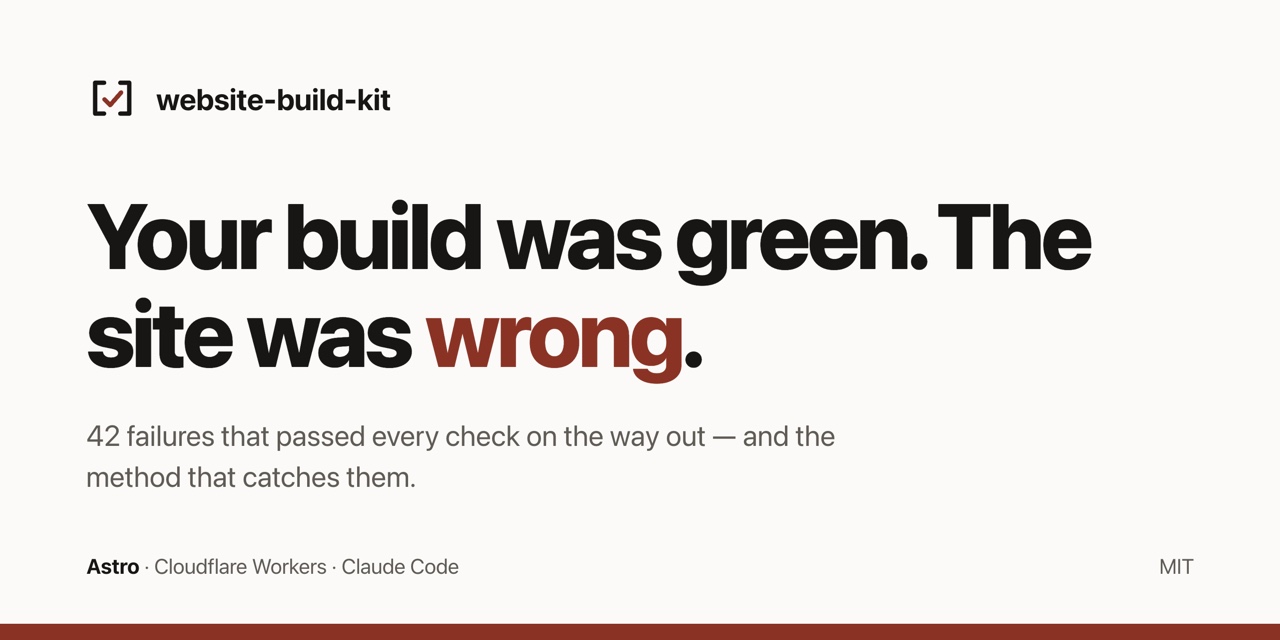 website-build-kit
Your build was green. The
site was wrong.
42 failures that passed every check on the way out — and the
method that catches them.
Astro · Cloudflare Workers · Claude Code
MIT